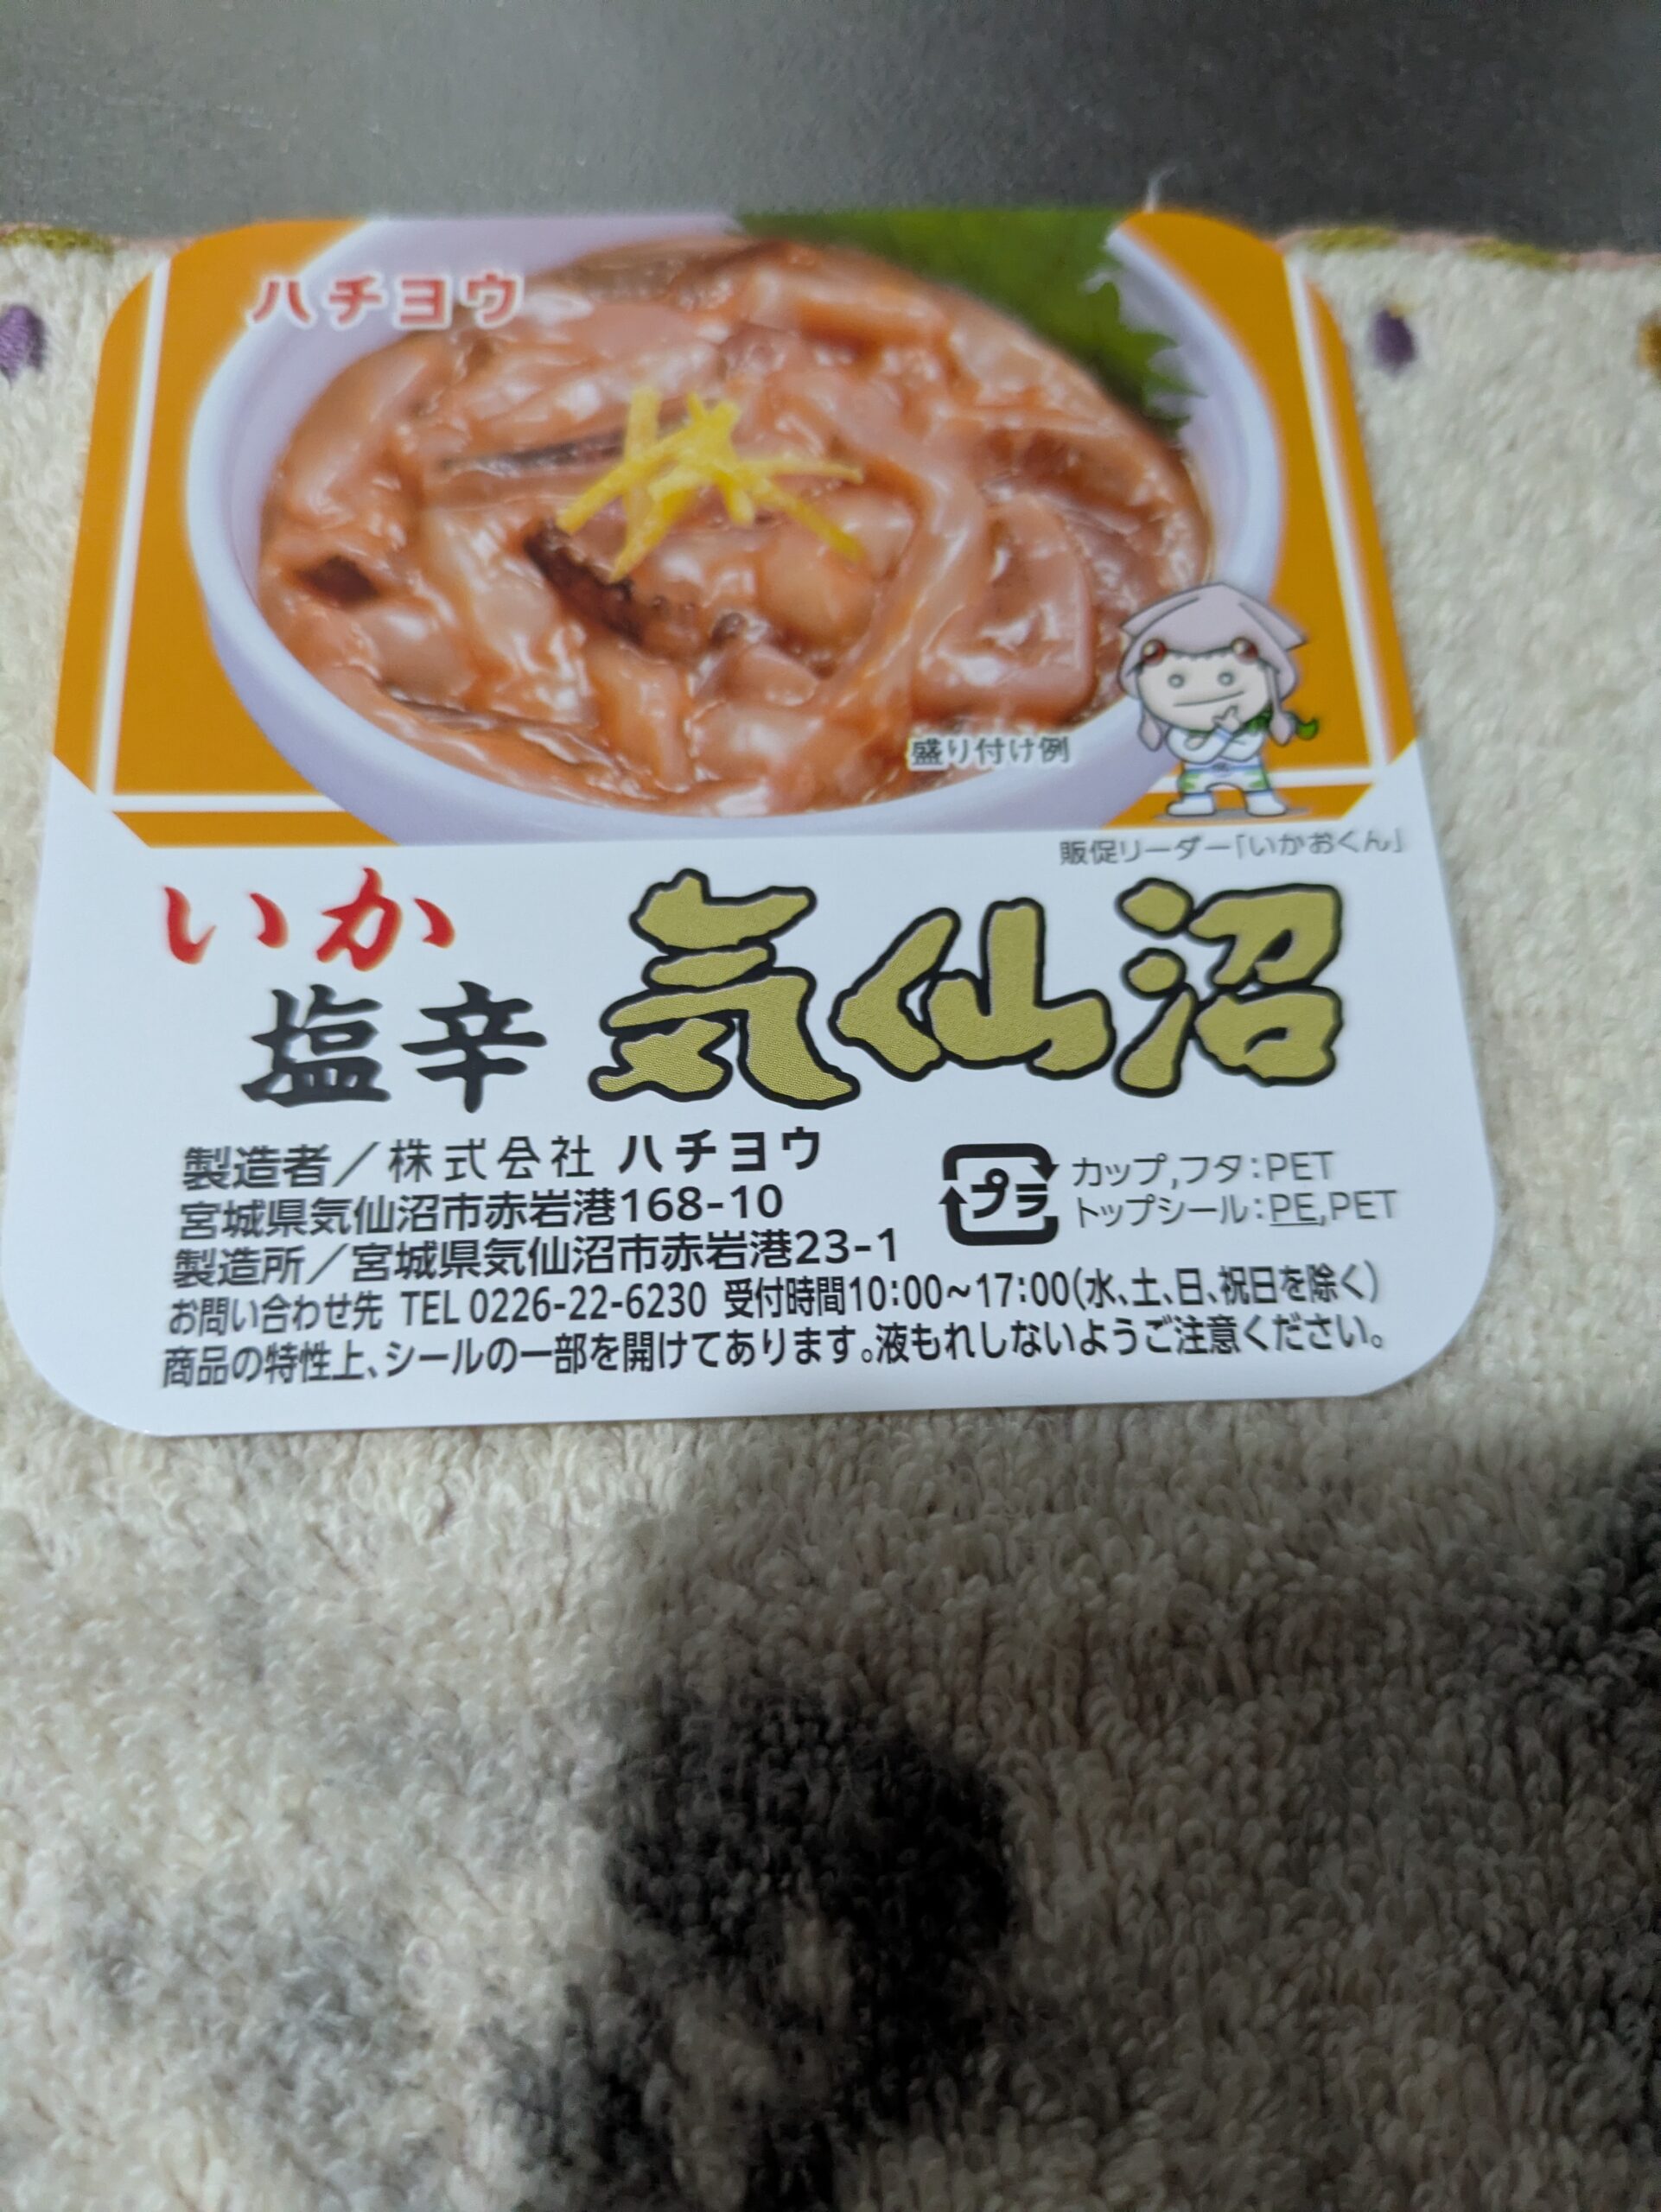 ハチヨウ
盛り付け例
販促リーダー「いかおくん」
いか
塩辛 気仙沼
製造者／株式会社 ハチヨウ
宮城県気仙沼市赤岩港168-10
製造所／宮城県気仙沼市赤岩港23-1
プラ
カップ,フタ:PET
トップシール:PE,PET
お問い合わせ先 TEL 0226-22-6230 受付時間10:00~17:00(水、土、日、祝日を除く)
商品の特性上、シールの一部を開けてあります。液もれしないようご注意ください。